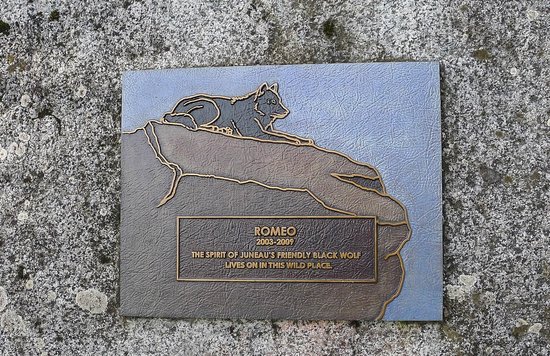 ROMEO
2003-2009
THE SPIRIT OF JUNEAU'S FRIENDLY BLACK WOLF
LIVES ON IN THIS WILD PLACE.